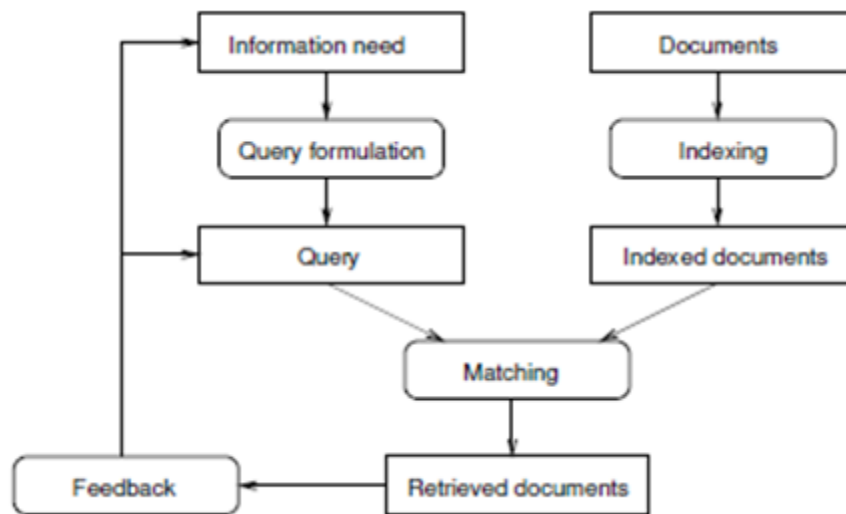 Information need
Documents
Query formulation
Indexing
Query
Indexed documents
Matching
Feedback
Retrieved documents